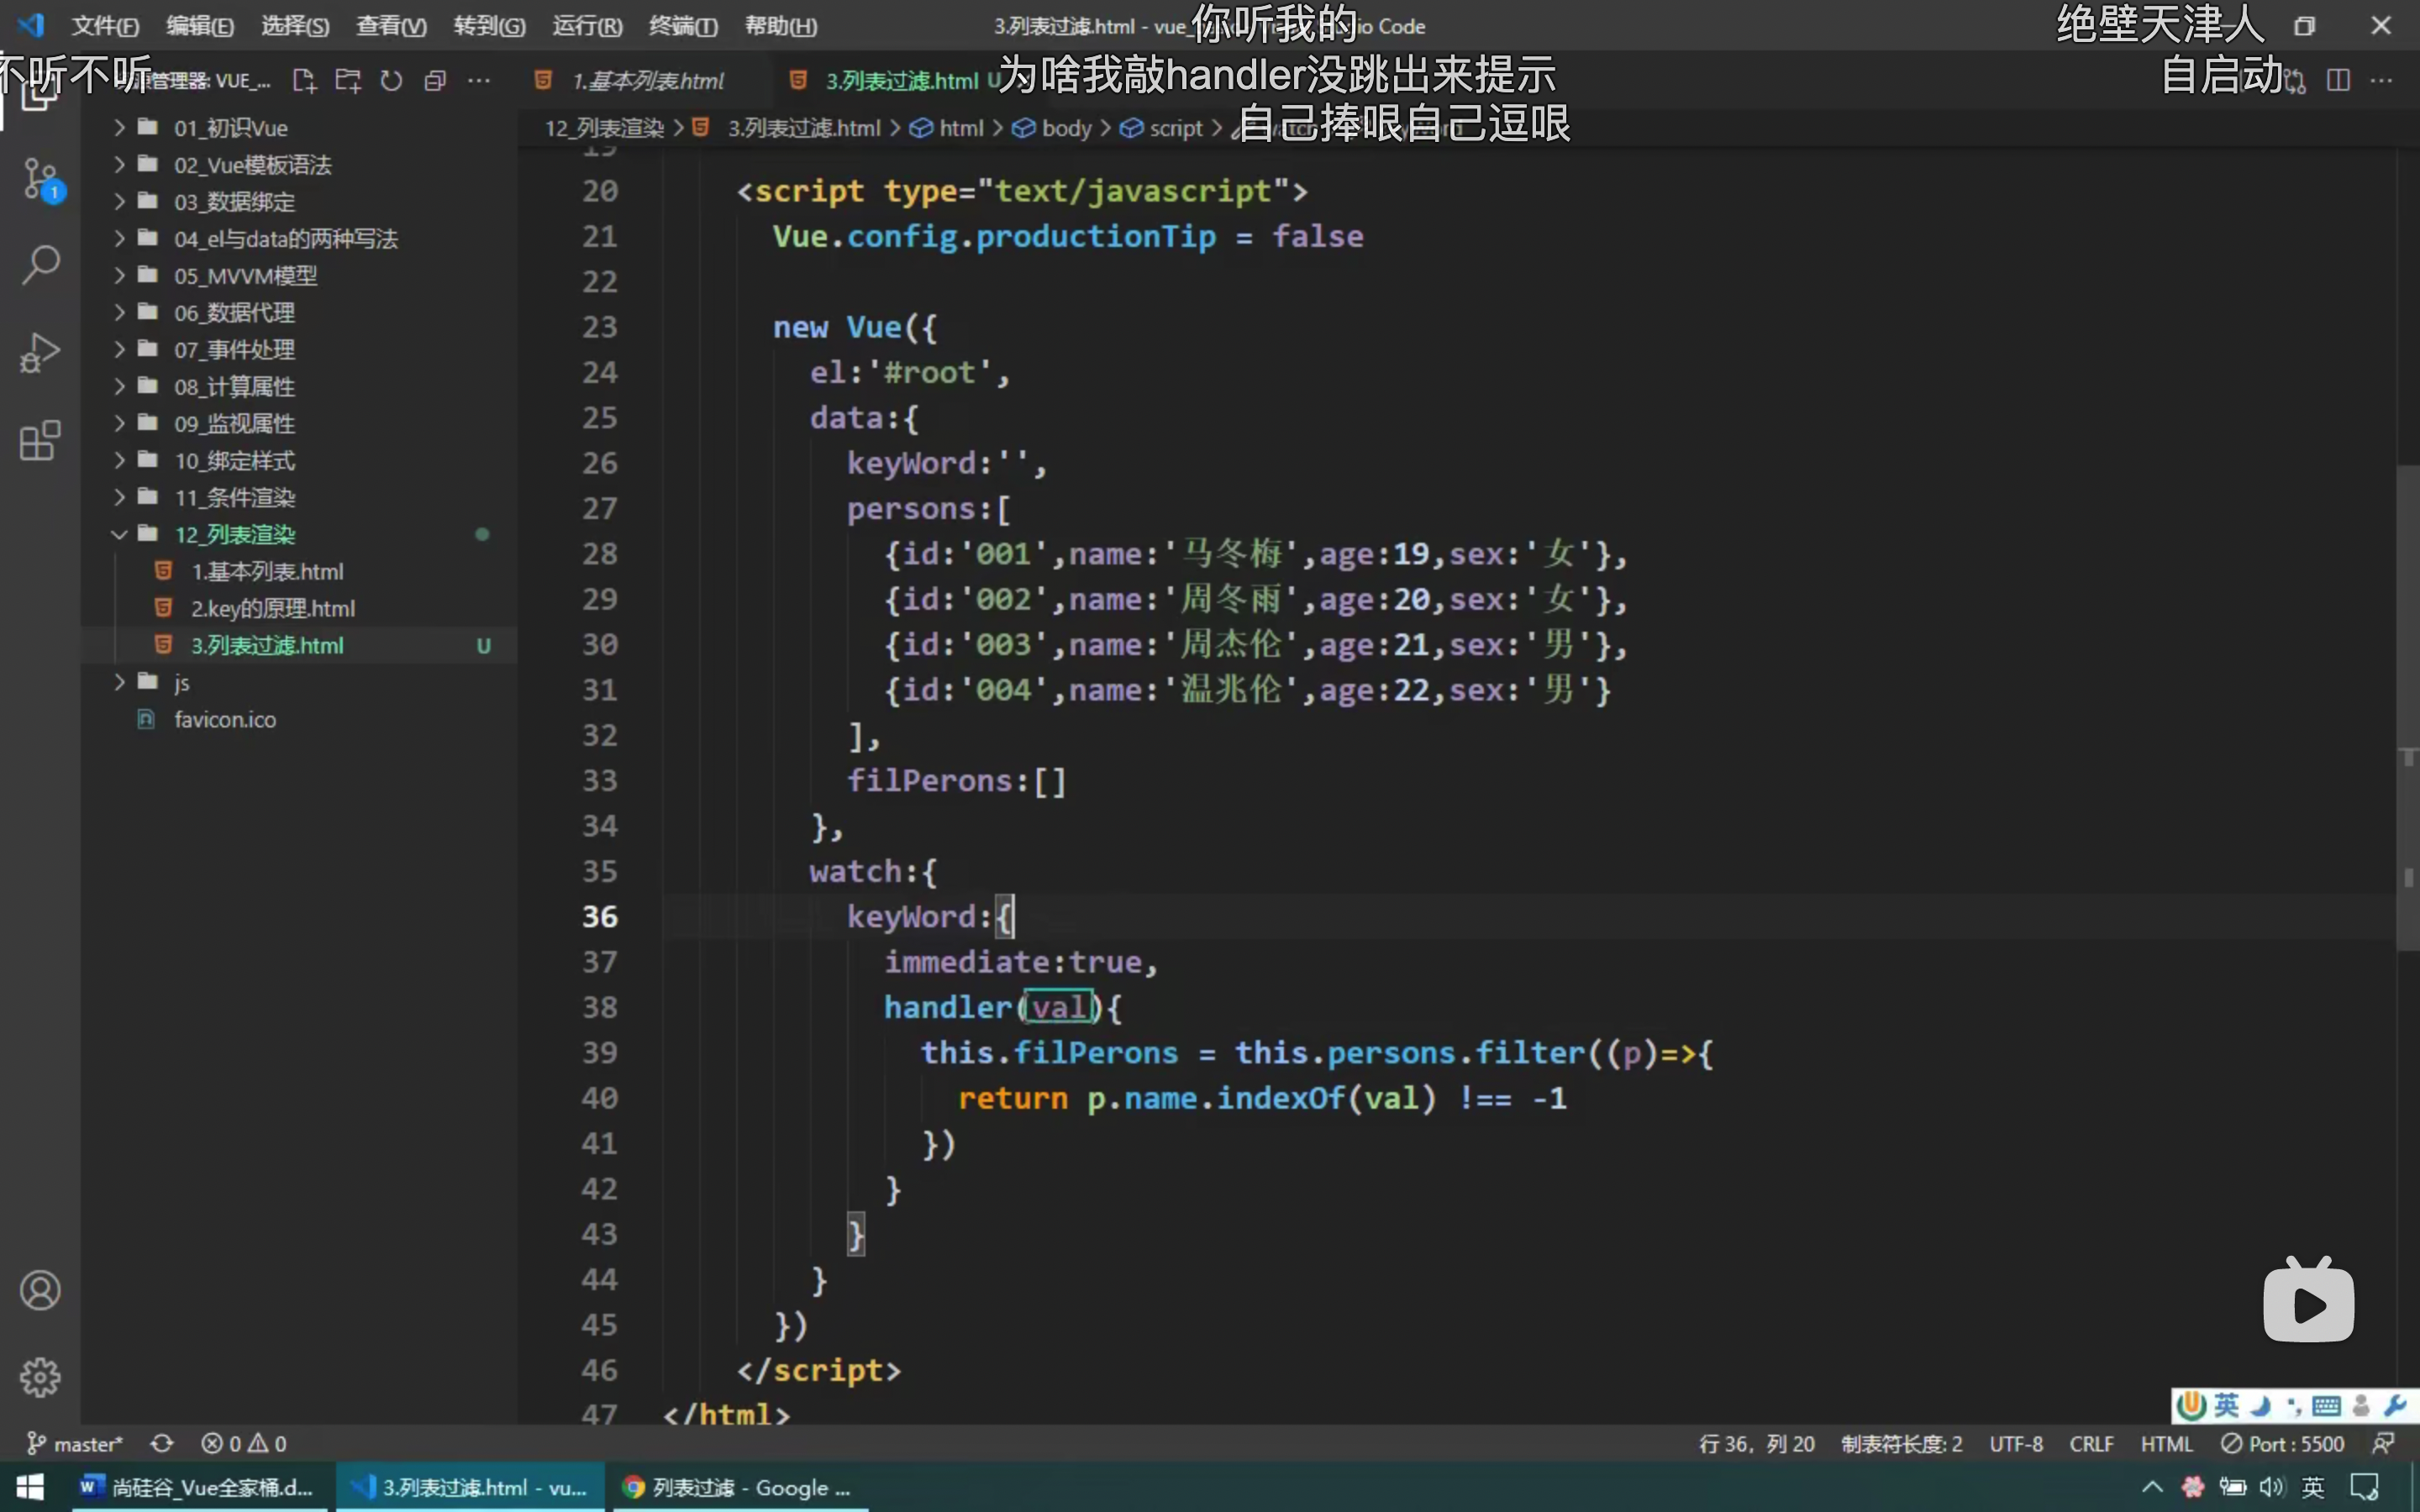 文件(F) 编辑(E) 选择(S) 查看(V) 转到(G) 运行(R) 终端(T) 帮助(H)
3.列表过滤.html - vue_
io Code
你听我的
绝壁天津人
不听不听
管理器: VUE_...
1.基本列表.html
3.列表过滤.html U
为啥我敲handler没跳出来提示
自启动
12_列表渲染 > 3.列表过滤.html > html > body > script >
自己捧哏自己逗哏
01_初识Vue
02_Vue模板语法
03_数据绑定
04_el与data的两种写法
05_MVVM模型
06_数据代理
07_事件处理
08_计算属性
09_监视属性
10_绑定样式
11_条件渲染
12_列表渲染
1.基本列表.html
2.key的原理.html
3.列表过滤.html U
js
favicon.ico
19
20 <script type="text/javascript">
21 Vue.config.productionTip = false
22
23 new Vue({
24 el:'#root',
25 data:{
26 keyWord:'',
27 persons:[
28 {id:'001',name:'马冬梅',age:19,sex:'女'},
29 {id:'002',name:'周冬雨',age:20,sex:'女'},
30 {id:'003',name:'周杰伦',age:21,sex:'男'},
31 {id:'004',name:'温兆伦',age:22,sex:'男'}
32 ],
33 filPerons:[]
34 },
35 watch:{
36 keyWord:{
37 immediate:true,
38 handler(val){
39 this.filPerons = this.persons.filter((p)=>{
40 return p.name.indexOf(val) !== -1
41 })
42 }
43 }
44 }
45 })
46 </script>
47 </html>
1
英
master* 0 0
行 36，列 20 制表符长度: 2 UTF-8 CRLF HTML Port : 5500
尚硅谷_Vue全家桶.d...
3.列表过滤.html - vu...
列表过滤 - Google ...
英